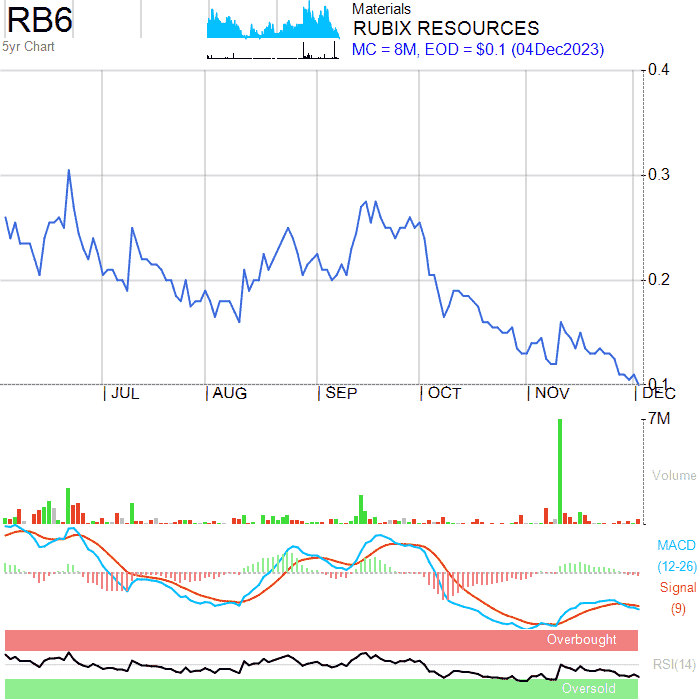 RB6
5yr Chart
Materials
RUBIX RESOURCES
MC = 8M, EOD = $0.1 (04Dec2023)
0.4
0.3
0.2
0.1
JUL AUG SEP OCT NOV DEC
7M
Volume
MACD
(12-26)
Signal
(9)
Overbought
RSI(14)
Oversold